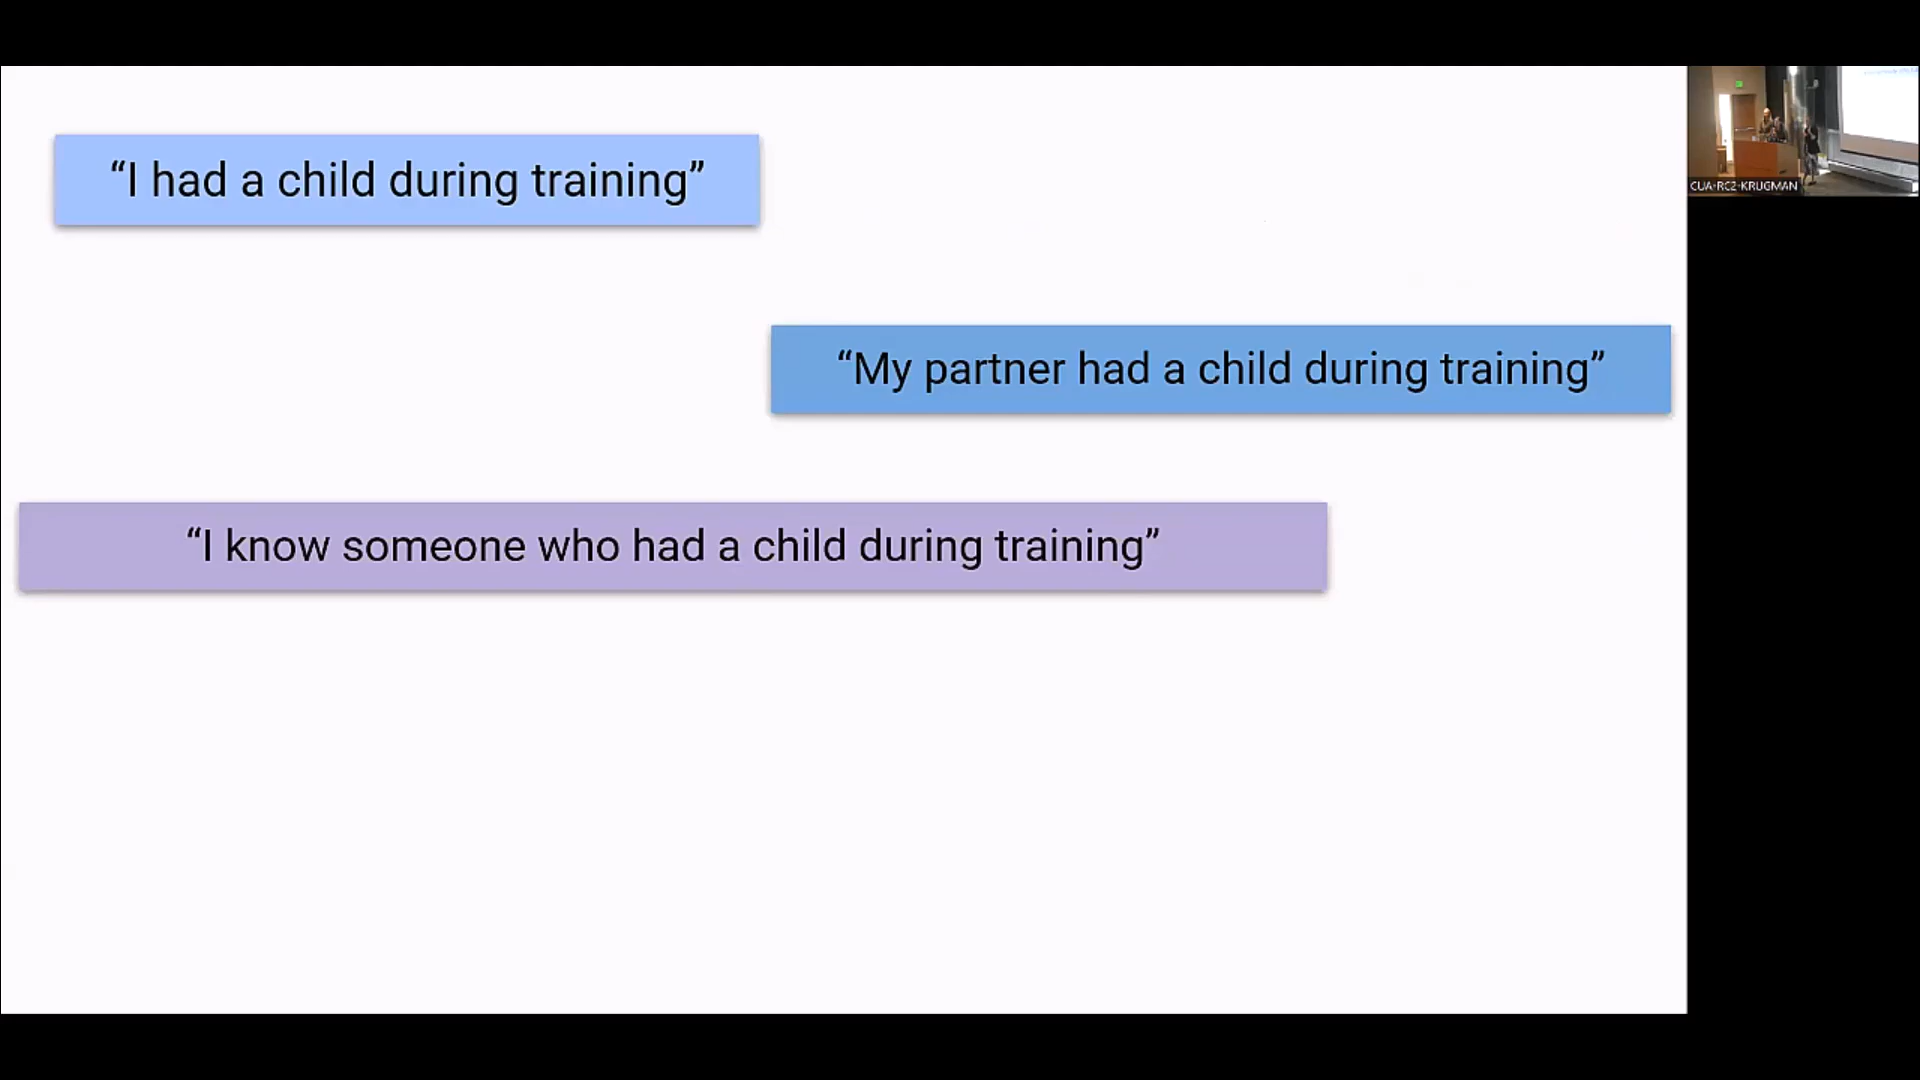 “I had a child during training”
CUA-RC2-KRUGMAN
“My partner had a child during training”
“I know someone who had a child during training”